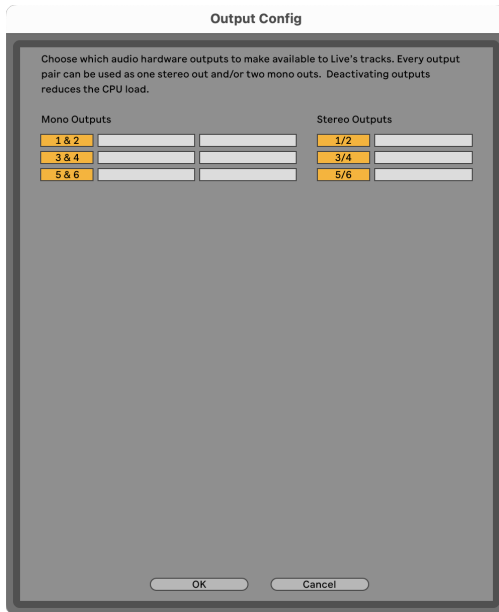 Output Config
Choose which audio hardware outputs to make available to Live's tracks. Every output
pair can be used as one stereo out and/or two mono outs.  Deactivating outputs
reduces the CPU load.
Mono Outputs
Stereo Outputs
1 & 2
1/2
3 & 4
3/4
5 & 6
5/6
OK
Cancel